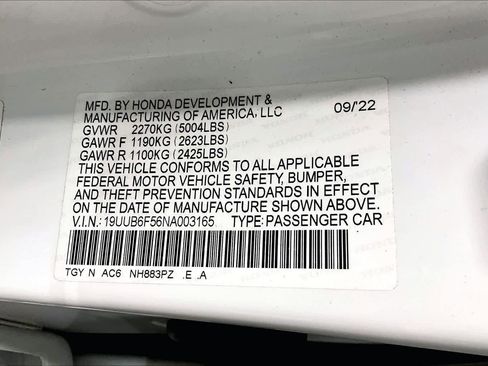 MFD. BY HONDA DEVELOPMENT &
MANUFACTURING OF AMERICA, LLC 09/'22
GVWR 2270KG (5004LBS)
GAWR F 1190KG (2623LBS)
GAWR R 1100KG (2425LBS)
THIS VEHICLE CONFORMS TO ALL APPLICABLE
FEDERAL MOTOR VEHICLE SAFETY, BUMPER,
AND THEFT PREVENTION STANDARDS IN EFFECT
ON THE DATE OF MANUFACTURE SHOWN ABOVE.
V.I.N.: 19UUB6F56NA003165 TYPE: PASSENGER CAR
TGY N AC6 NH883PZ .E .A